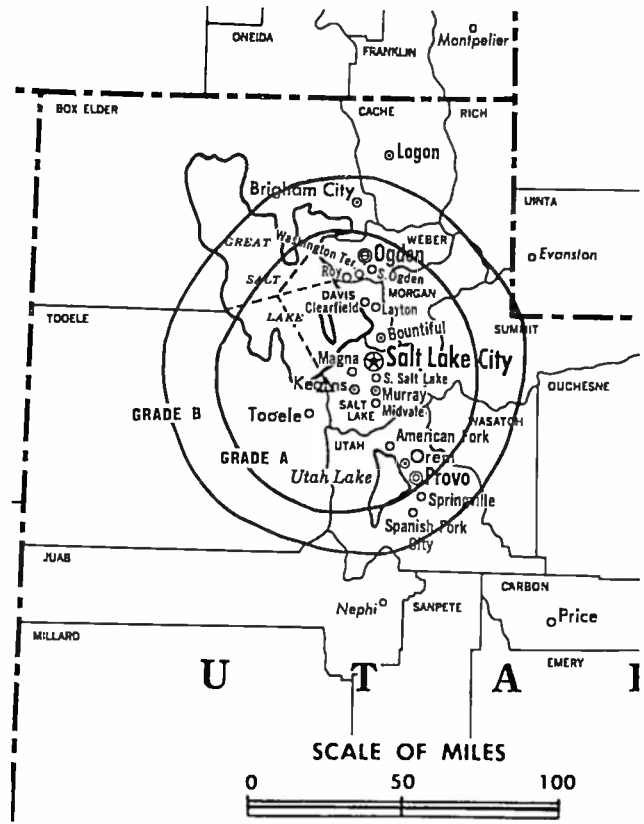 ONEIDA
FRANKLIN
Montpelier
BOX ELDER
CACHE
RICH
Logan
Brigham City
UINTA
WEBER
GREAT
Washington Ter.
Ogden
Evanston
SALT
Roy
S. Ogden
DAVIS
MORGAN
Clearfield
Layton
TOOELE
LAKE
SUMMIT
Bountiful
Magna
Salt Lake City
S. Salt Lake
DUCHESNE
Kearns
Murray
SALT
LAKE
Midvale
GRADE B
Tooele
WASATCH
UTAH
American Fork
GRADE A
Orem
Utah Lake
Provo
Springville
Spanish Fork
City
JUAB
CARBON
Nephi
SANPETE
Price
MILLARD
EMERY
U T A H
SCALE OF MILES
0 50 100